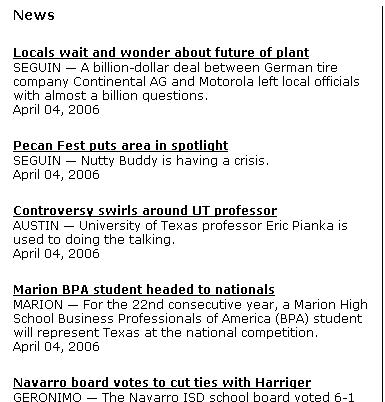 News
Locals wait and wonder about future of plant
SEGUIN — A billion-dollar deal between German tire
company Continental AG and Motorola left local officials
with almost a billion questions.
April 04, 2006
Pecan Fest puts area in spotlight
SEGUIN — Nutty Buddy is having a crisis.
April 04, 2006
Controversy swirls around UT professor
AUSTIN — University of Texas professor Eric Pianka is
used to doing the talking.
April 04, 2006
Marion BPA student headed to nationals
MARION — For the 22nd consecutive year, a Marion High
School Business Professionals of America (BPA) student
will represent Texas at the national competition.
April 04, 2006
Navarro board votes to cut ties with Harriger
GERONIMO — The Navarro ISD school board voted 6-1